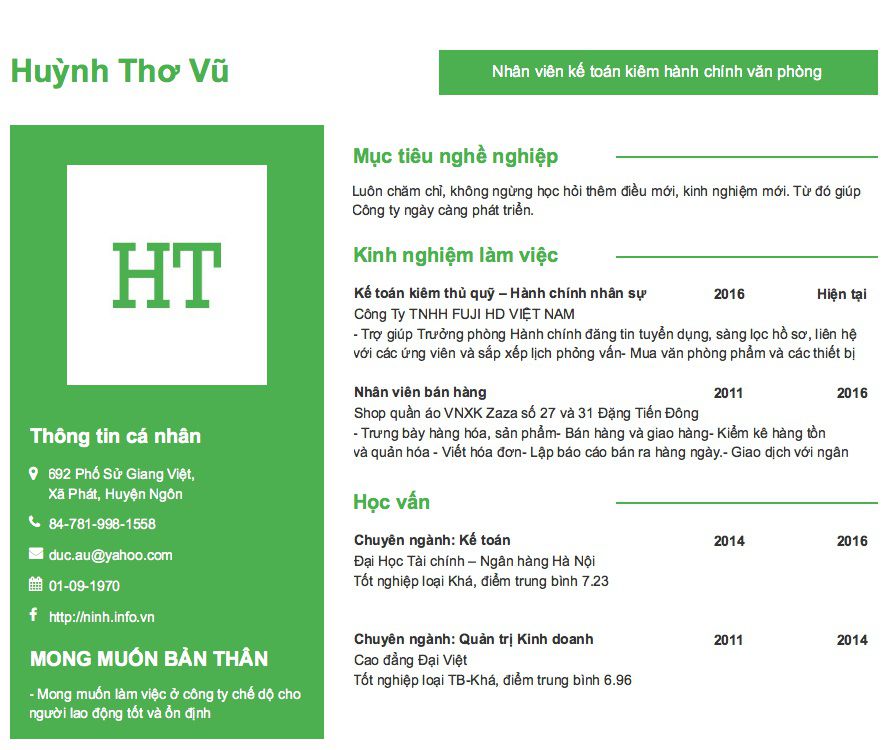 Huỳnh Thơ Vũ
Nhân viên kế toán kiêm hành chính văn phòng
HT
Thông tin cá nhân
692 Phố Sử Giang Việt,
Xã Phát, Huyện Ngôn
84-781-998-1558
duc.au@yahoo.com
01-09-1970
http://ninh.info.vn
MONG MUỐN BẢN THÂN
- Mong muốn làm việc ở công ty chế dộ cho
người lao động tốt và ổn định
Mục tiêu nghề nghiệp
Luôn chăm chỉ, không ngừng học hỏi thêm điều mới, kinh nghiệm mới. Từ đó giúp
Công ty ngày càng phát triển.
Kinh nghiệm làm việc
Kế toán kiêm thủ quỹ – Hành chính nhân sự 2016 Hiện tại
Công Ty TNHH FUJI HD VIỆT NAM
- Trợ giúp Trưởng phòng Hành chính đăng tin tuyển dụng, sàng lọc hồ sơ, liên hệ
với các ứng viên và sắp xếp lịch phỏng vấn- Mua văn phòng phẩm và các thiết bị
Nhân viên bán hàng 2011 2016
Shop quần áo VNXK Zaza số 27 và 31 Đặng Tiến Đông
- Trưng bày hàng hóa, sản phẩm- Bán hàng và giao hàng- Kiểm kê hàng tồn
và quản hóa - Viết hóa đơn- Lập báo cáo bán ra hàng ngày.- Giao dịch với ngân
Học vấn
Chuyên ngành: Kế toán 2014 2016
Đại Học Tài chính – Ngân hàng Hà Nội
Tốt nghiệp loại Khá, điểm trung bình 7.23
Chuyên ngành: Quản trị Kinh doanh 2011 2014
Cao đẳng Đại Việt
Tốt nghiệp loại TB-Khá, điểm trung bình 6.96